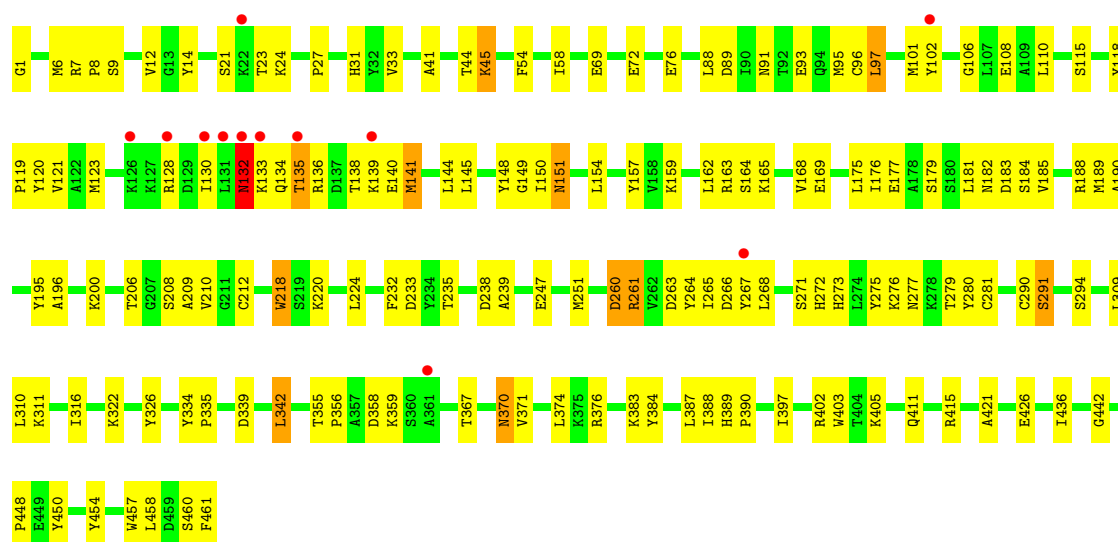 G1 M6 R7 P8 S9 V12 G13 Y14 S21 K22 T23 K24 P27 H31 Y32 V33 A41 T44 K45 F54 I58 E69 E72 E76 L88 D89 I90 N91 T92 E93 Q94 M95 C96 L97 M101 Y102 G106 L107 E108 A109 L110 S115 Y118
P119 Y120 V121 A122 M123 K126 K127 R128 D129 I130 L131 N132 K133 Q134 T135 R136 D137 T138 K139 E140 M141 L144 L145 Y148 G149 I150 N151 L154 Y157 V158 K159 L162 R163 S164 K165 V168 E169 L175 I176 E177 A178 S179 S180 L181 N182 D183 S184 V185 R188 M189 A190
Y195 A196 K200 T206 G207 S208 A209 V210 G211 C212 W218 S219 K220 L224 F232 D233 Y234 T235 D238 A239 E247 M251 D260 R261 V262 D263 Y264 I265 D266 Y267 L268 S271 H272 H273 L274 Y275 K276 N277 K278 T279 Y280 C281 C290 S291 S294 I309
L310 K311 I316 K322 Y326 Y334 P335 D339 L342 T355 P356 A357 D358 K359 S360 A361 T367 N370 V371 L374 K375 R376 K383 Y384 L387 I388 H389 P390 I397 R402 W403 T404 K405 Q411 R415 A421 E426 I436 G442
P448 E449 Y450 Y454 W457 L458 D459 S460 F461